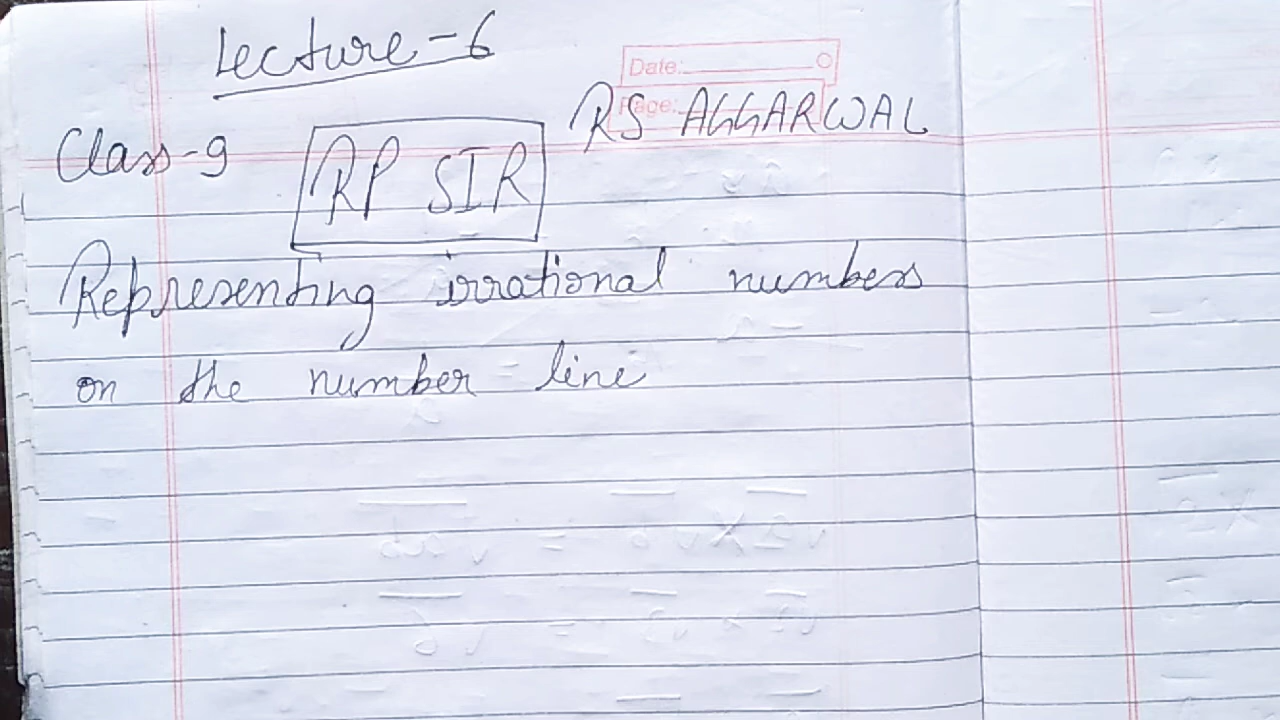 Lecture-6
Date:
Page:
RS AGGARWAL
Class-9
RP SIR
Representing irrational numbers
on the number line